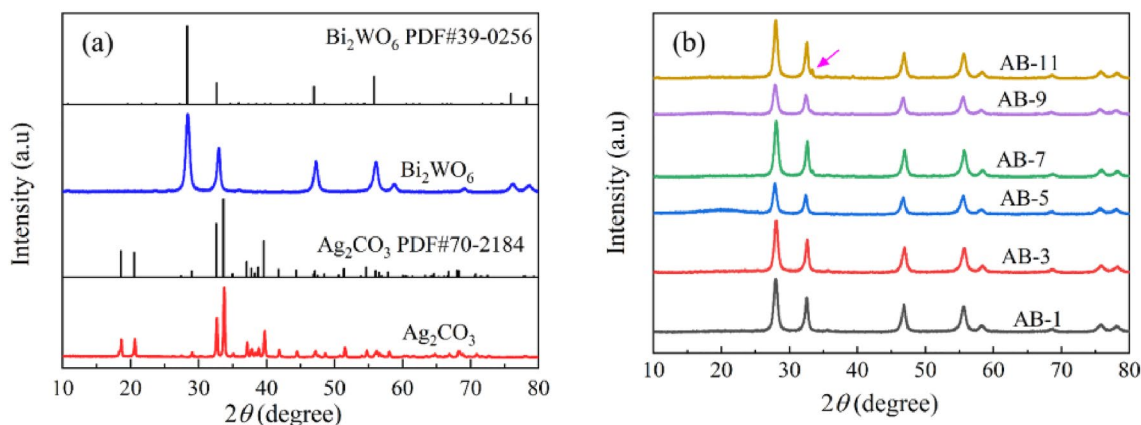 (a)
Bi₂WO₆ PDF#39-0256
Bi₂WO₆
Ag₂CO₃ PDF#70-2184
Ag₂CO₃
Intensity (a.u)
10 20 30 40 50 60 70 80
2θ (degree)
(b)
AB-11
AB-9
AB-7
AB-5
AB-3
AB-1
Intensity (a.u)
10 20 30 40 50 60 70 80
2θ (degree)